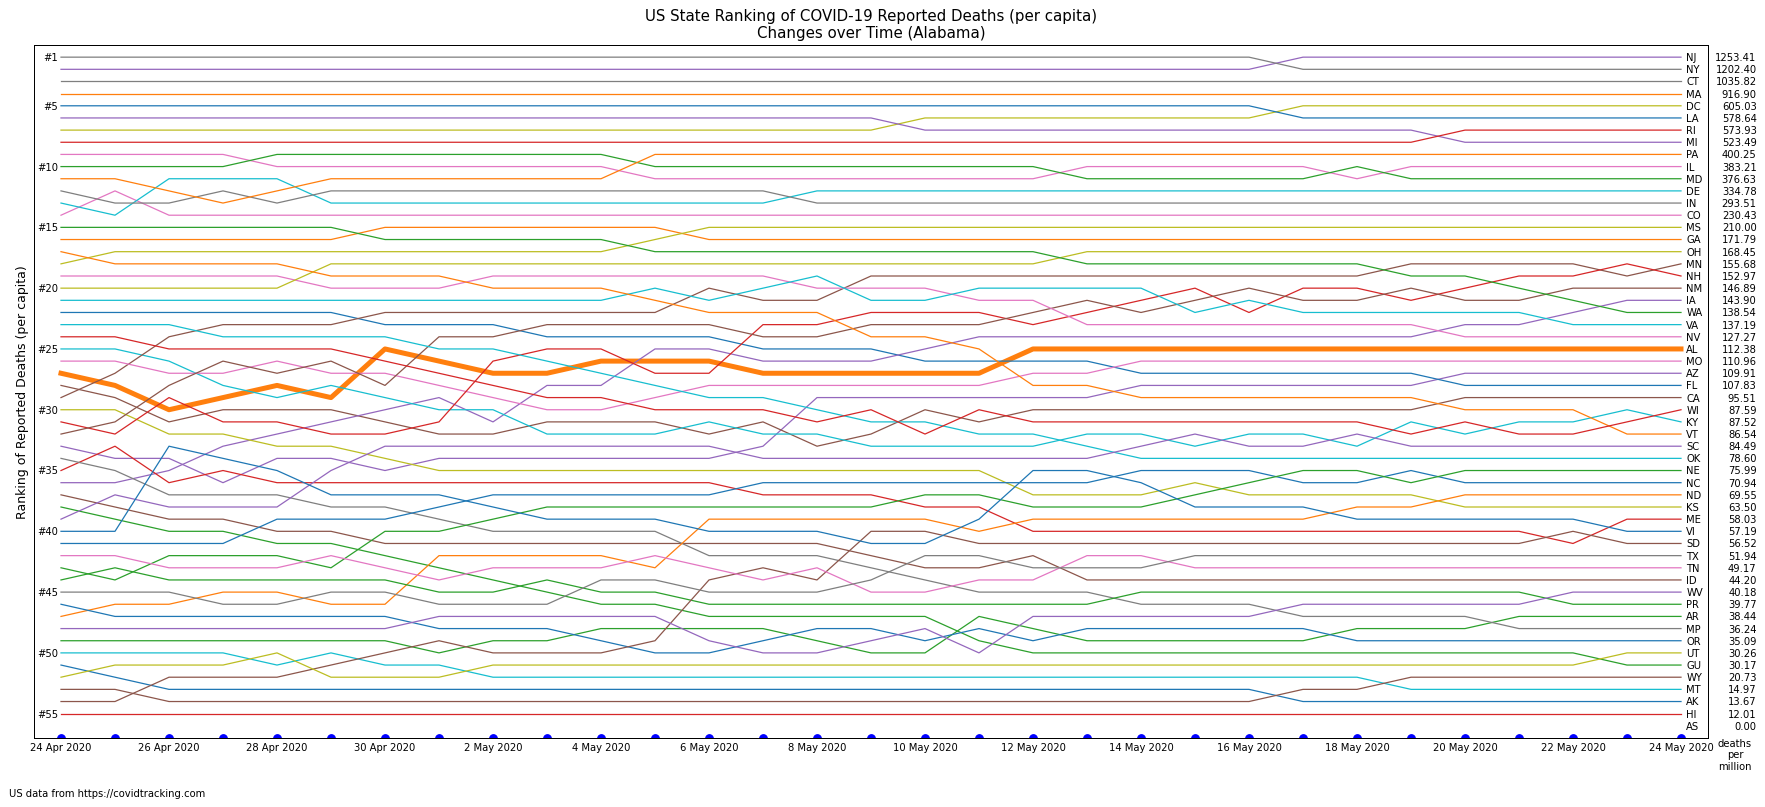 US State Ranking of COVID-19 Reported Deaths (per capita)
Changes over Time (Alabama)
Ranking of Reported Deaths (per capita)
#1
#5
#10
#15
#20
#25
#30
#35
#40
#45
#50
#55
NJ 1253.41
NY 1202.40
CT 1035.82
MA 916.90
DC 605.03
LA 578.64
RI 573.93
MI 523.49
PA 400.25
IL 383.21
MD 376.63
DE 334.78
IN 293.51
CO 230.43
MS 210.00
GA 171.79
OH 168.45
MN 155.68
NH 152.97
NM 146.89
IA 143.90
WA 138.54
VA 137.19
NV 127.27
AL 112.38
MO 110.96
AZ 109.91
FL 107.83
CA 95.51
WI 87.59
KY 87.52
VT 86.54
SC 84.49
OK 78.60
NE 75.99
NC 70.94
ND 69.55
KS 63.50
ME 58.03
VI 57.19
SD 56.52
TX 51.94
TN 49.17
ID 44.20
WV 40.18
PR 39.77
AR 38.44
MP 36.24
OR 35.09
UT 30.26
GU 30.17
WY 20.73
MT 14.97
AK 13.67
HI 12.01
AS 0.00
24 Apr 2020 26 Apr 2020 28 Apr 2020 30 Apr 2020 2 May 2020 4 May 2020 6 May 2020 8 May 2020 10 May 2020 12 May 2020 14 May 2020 16 May 2020 18 May 2020 20 May 2020 22 May 2020 24 May 2020
deaths
per
million
US data from https://covidtracking.com